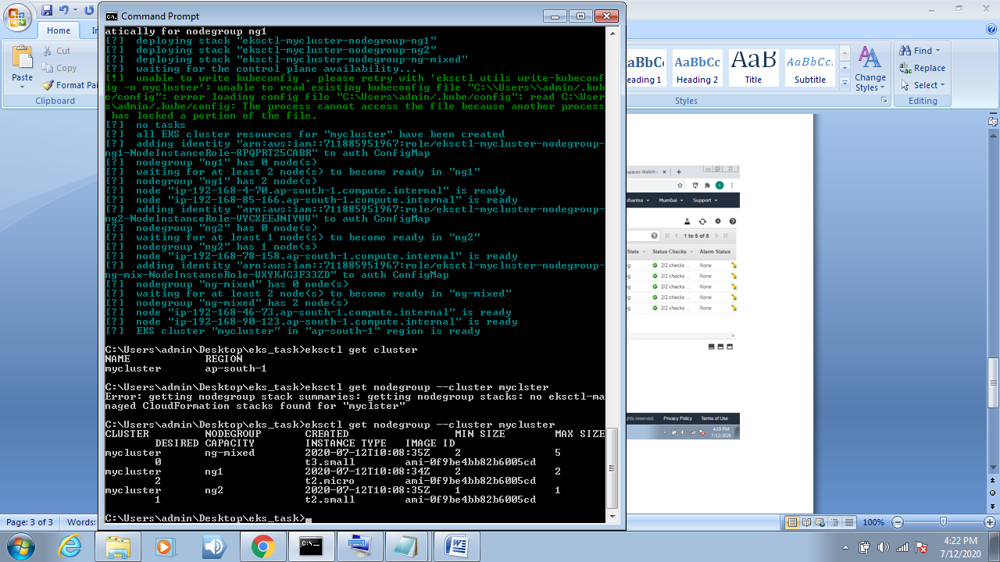 Command Prompt
Home
In
Cut
Copy
Format Pai
Paste
Clipboard
atically for nodegroup ng1
[?]  deploying stack "eksctl-mycluster-nodegroup-ng1"
[?]  deploying stack "eksctl-mycluster-nodegroup-ng2"
[?]  deploying stack "eksctl-mycluster-nodegroup-ng-mixed"
[?]  waiting for the control plane availability...
[!]  unable to write kubeconfig , please retry with 'eksctl utils write-kubeconf
ig -n mycluster': unable to read existing kubeconfig file "C:\\Users\\admin/.kub
e/config": error loading config file "C:\Users\admin/.kube/config": read C:\User
s\admin/.kube/config: The process cannot access the file because another process
 has locked a portion of the file.
[?]  no tasks
[?]  all EKS cluster resources for "mycluster" have been created
[?]  adding identity "arn:aws:iam::711885951967:role/eksctl-mycluster-nodegroup-
ng1-NodeInstanceRole-8PQPRT25CABR" to auth ConfigMap
[?]  nodegroup "ng1" has 0 node(s)
[?]  waiting for at least 2 node(s) to become ready in "ng1"
[?]  nodegroup "ng1" has 2 node(s)
[?]  node "ip-192-168-4-70.ap-south-1.compute.internal" is ready
[?]  node "ip-192-168-85-166.ap-south-1.compute.internal" is ready
[?]  adding identity "arn:aws:iam::711885951967:role/eksctl-mycluster-nodegroup-
ng2-NodeInstanceRole-VYCXEEJNIYUV" to auth ConfigMap
[?]  nodegroup "ng2" has 0 node(s)
[?]  waiting for at least 1 node(s) to become ready in "ng2"
[?]  nodegroup "ng2" has 1 node(s)
[?]  node "ip-192-168-78-158.ap-south-1.compute.internal" is ready
[?]  adding identity "arn:aws:iam::711885951967:role/eksctl-mycluster-nodegroup-
ng-mix-NodeInstanceRole-UXYKJG3F33ZD" to auth ConfigMap
[?]  nodegroup "ng-mixed" has 0 node(s)
[?]  waiting for at least 2 node(s) to become ready in "ng-mixed"
[?]  nodegroup "ng-mixed" has 2 node(s)
[?]  node "ip-192-168-46-73.ap-south-1.compute.internal" is ready
[?]  node "ip-192-168-90-123.ap-south-1.compute.internal" is ready
[?]  EKS cluster "mycluster" in "ap-south-1" region is ready
C:\Users\admin\Desktop\eks_task>eksctl get cluster
NAME            REGION
mycluster       ap-south-1
C:\Users\admin\Desktop\eks_task>eksctl get nodegroup --cluster myclster
Error: getting nodegroup stack summaries: getting nodegroup stacks: no eksctl-ma
naged CloudFormation stacks found for "myclster"
C:\Users\admin\Desktop\eks_task>eksctl get nodegroup --cluster mycluster
CLUSTER         NODEGROUP       CREATED                 MIN SIZE        MAX SIZE
        DESIRED CAPACITY        INSTANCE TYPE   IMAGE ID
mycluster       ng-mixed        2020-07-12T10:08:35Z    2               5
        0                       t3.small        ami-0f9be4bb82b6005cd
mycluster       ng1             2020-07-12T10:08:34Z    2               2
        2                       t2.micro        ami-0f9be4bb82b6005cd
mycluster       ng2             2020-07-12T10:08:35Z    1               1
        1                       t2.small        ami-0f9be4bb82b6005cd
C:\Users\admin\Desktop\eks_task>
AaBbCc AaBbCc AaB AaBbCc.
eading 1 Heading 2 Title Subtitle
Change
Styles
Styles
Find
Replace
Select
Editing
spaces Walkthr
sharma Mumbai Support
1 to 5 of 5
State Status Checks Alarm Status
ng 2/2 checks ... None
ng 2/2 checks ... None
ng 2/2 checks ... None
ng 2/2 checks ... None
ng 2/2 checks ... None
ights reserved. Privacy Policy Terms of Use
4:19 PM
7/12/2020
Page: 3 of 3
Words:
100%
4:22 PM
7/12/2020